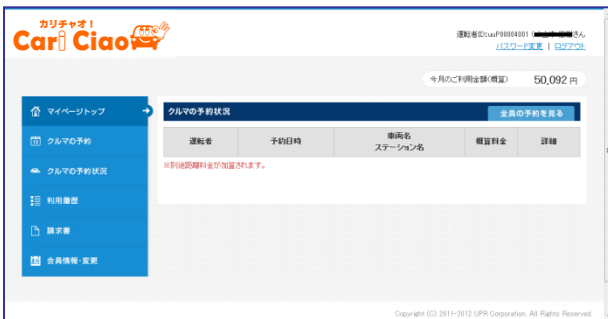 カリチャオ！
Cari Ciao
運転者ID:uuP00004001
さん
パスワード変更 | ログアウト
今月のご利用金額(概算) 50,092 円
マイページトップ
クルマの予約
クルマの予約状況
利用履歴
請求書
会員情報・変更
クルマの予約状況 全員の予約を見る
運転者 予約日時 車両名 概算料金 詳細
ステーション名
※別途距離料金が加算されます。
Copyright (C) 2011-2012 UPR Corporation. All Rights Reserved.